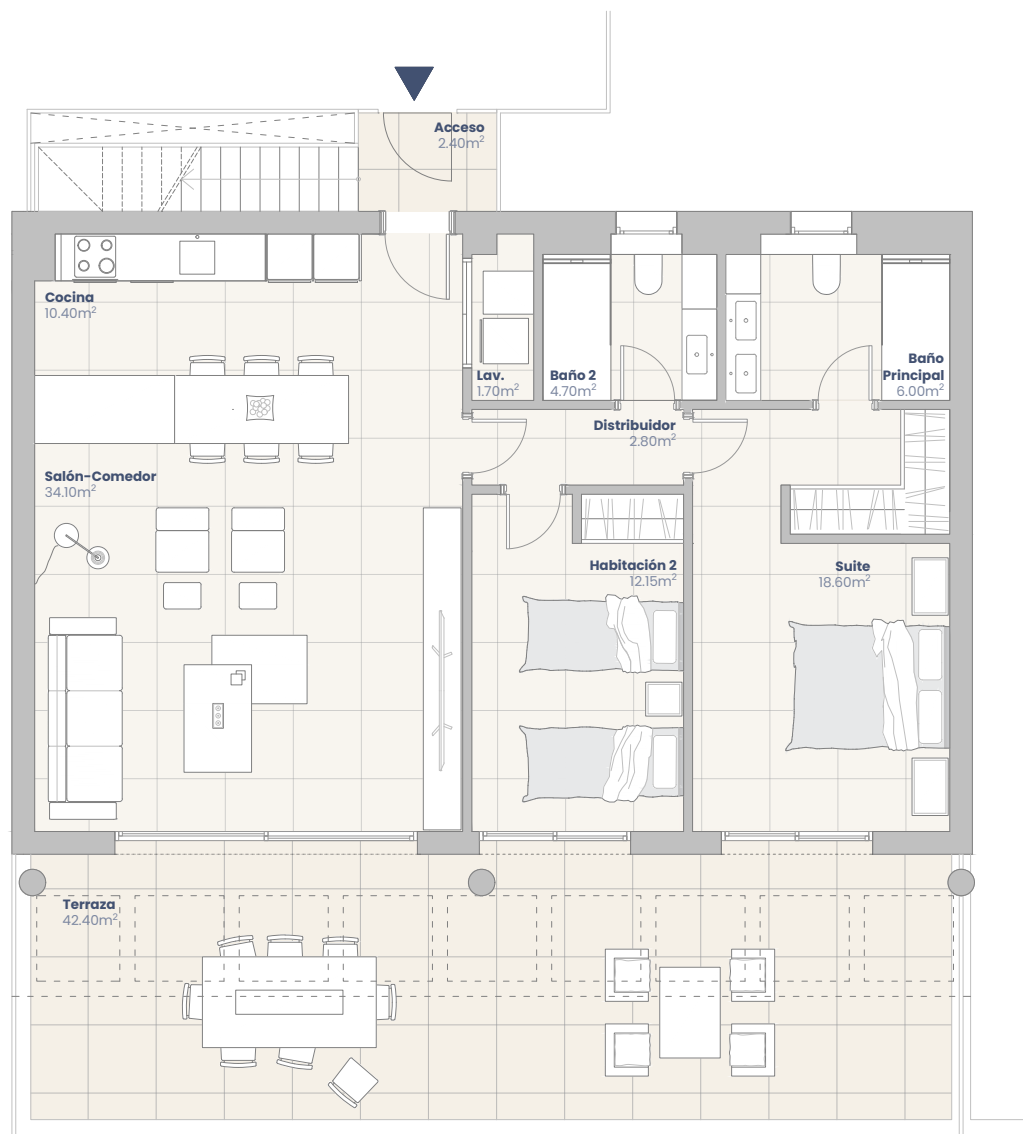 Acceso
2.40m²
Cocina
10.40m²
Lav.
1.70m²
Baño 2
4.70m²
Baño
Principal
6.00m²
Distribuidor
2.80m²
Salón-Comedor
34.10m²
Habitación 2
12.15m²
Suite
18.60m²
Terraza
42.40m²